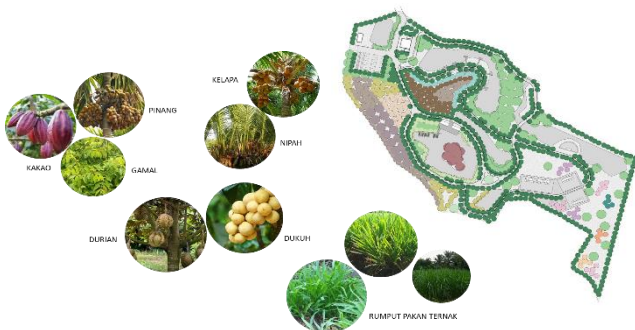 KELAPA
PINANG
NIPAH
KAKAO
GAMAL
DURIAN
DUKUH
RUMPUT PAKAN TERNAK